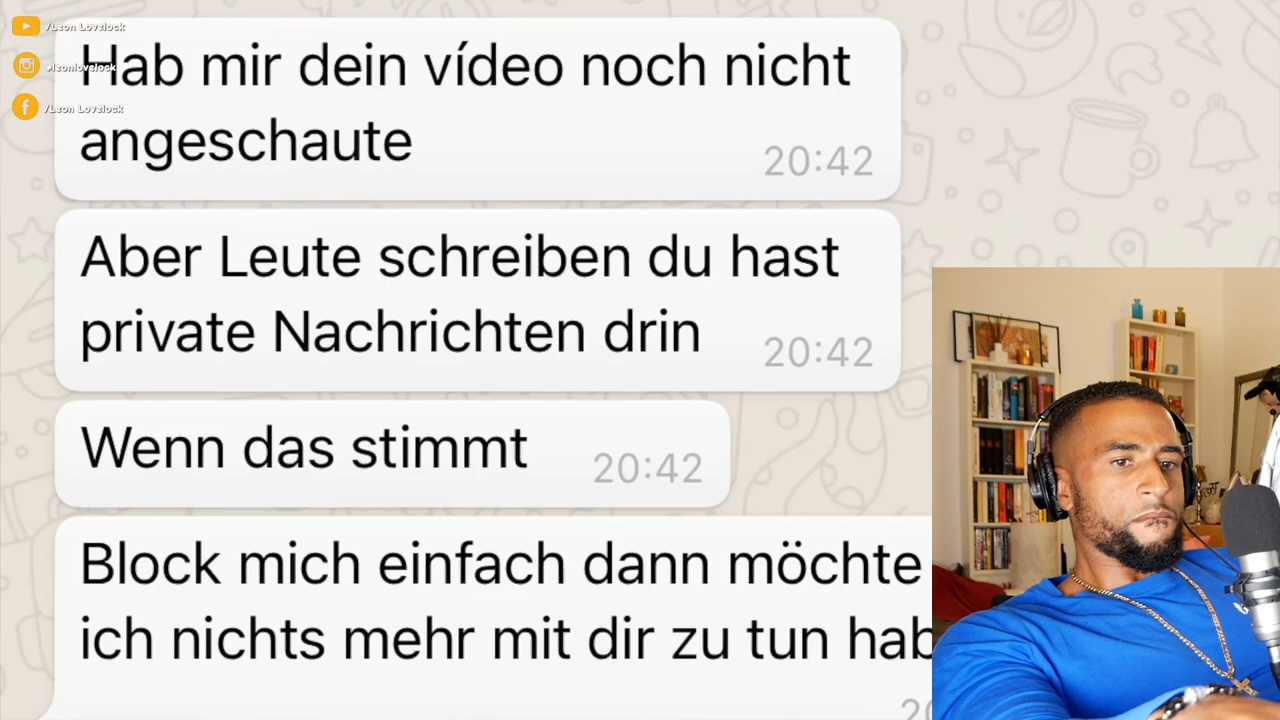 /Leon Lovelock
Hab mir dein vídeo noch nicht
●leonlovelock
/Leon Lovelock
angeschaute
20:42
Aber Leute schreiben du hast
private Nachrichten drin
20:42
Wenn das stimmt
20:42
Block mich einfach dann möchte
ich nichts mehr mit dir zu tun hab
20